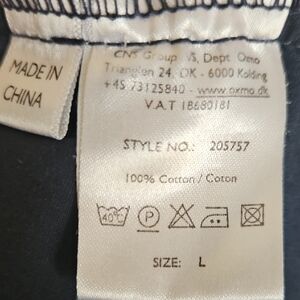 MADE IN
CHINA
CNS Group A/S, Dept. Oxmo
Trianglen 24, DK - 6000 Kolding
+45 73125840 - www.oxmo.dk
V.A.T 18680181
STYLE NO.: 205757
100% Cotton / Coton
40°C P
SIZE: L